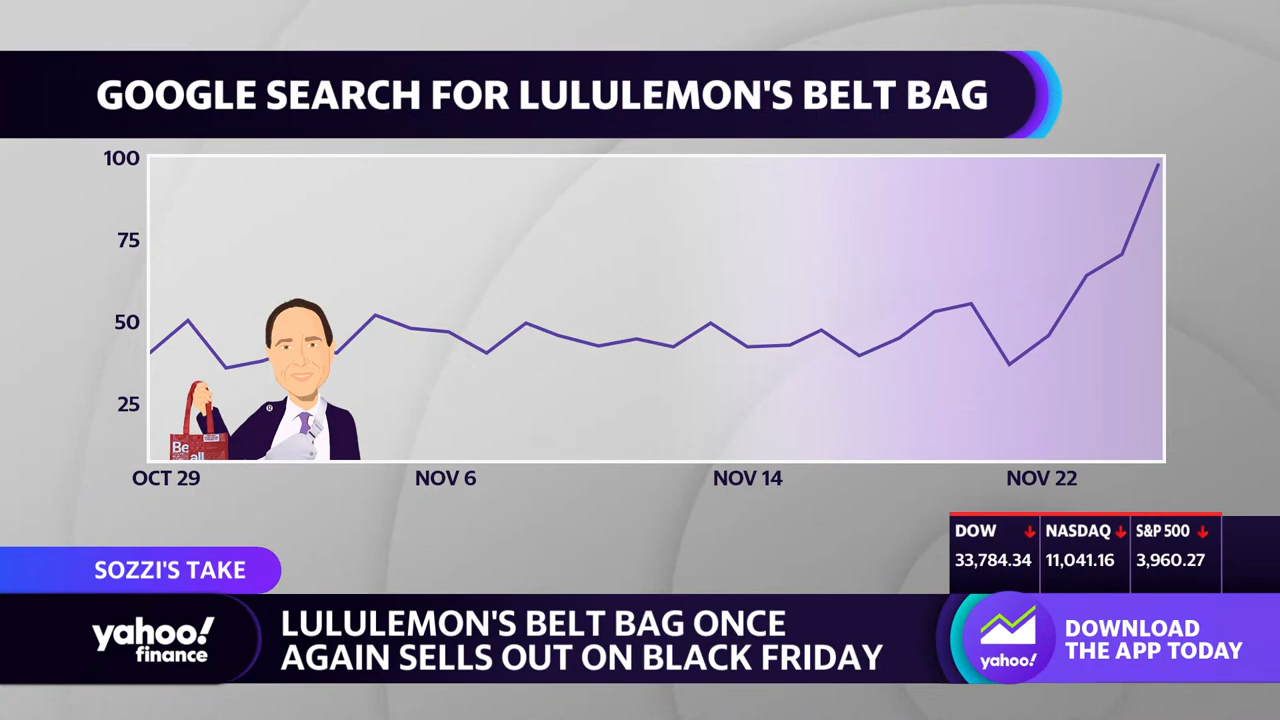 GOOGLE SEARCH FOR LULULEMON'S BELT BAG
100
75
50
25
Be
all
OCT 29
NOV 6
NOV 14
NOV 22
DOW
NASDAQ
S&P 500
33,784.34
11,041.16
3,960.27
SOZZI'S TAKE
yahoo!
finance
LULULEMON'S BELT BAG ONCE
AGAIN SELLS OUT ON BLACK FRIDAY
yahoo!
DOWNLOAD
THE APP TODAY